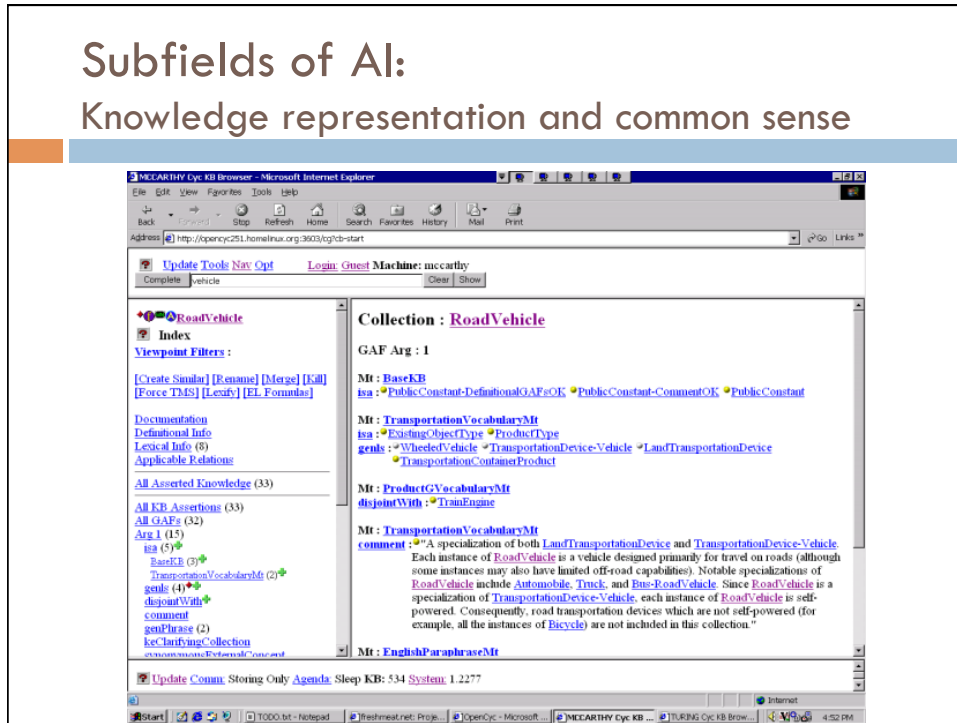 Subfields of AI:
Knowledge representation and common sense
MCCARTHY Cyc KB Browser - Microsoft Internet Explorer
File Edit View Favorites Tools Help
Back Forward Stop Refresh Home Search Favorites History Mail Print
Address http://opencyc251.homelinux.org:3603/cg?cb-start Go Links »
Update Tools Nav Opt Login: Guest Machine: mccarthy
Complete vehicle Clear Show
RoadVehicle
Index
Viewpoint Filters :
[Create Similar] [Rename] [Merge] [Kill]
[Force TMS] [Lexify] [EL Formulas]
Documentation
Definitional Info
Lexical Info (8)
Applicable Relations
All Asserted Knowledge (33)
All KB Assertions (33)
All GAFs (32)
Arg 1 (15)
isa (5)
BaseKB (3)
TransportationVocabularyMt (2)
genls (4)
disjointWith
comment
genPhrase (2)
keClarifyingCollection
synonymousExternalConcept
Collection : RoadVehicle
GAF Arg : 1
Mt : BaseKB
isa : PublicConstant-DefinitionalGAFsOK PublicConstant-CommentOK PublicConstant
Mt : TransportationVocabularyMt
isa : ExistingObjectType ProductType
genls : WheeledVehicle TransportationDevice-Vehicle LandTransportationDevice
TransportationContainerProduct
Mt : ProductGVocabularyMt
disjointWith : TrainEngine
Mt : TransportationVocabularyMt
comment : "A specialization of both LandTransportationDevice and TransportationDevice-Vehicle.
Each instance of RoadVehicle is a vehicle designed primarily for travel on roads (although
some instances may also have limited off-road capabilities). Notable specializations of
RoadVehicle include Automobile, Truck, and Bus-RoadVehicle. Since RoadVehicle is a
specialization of TransportationDevice-Vehicle, each instance of RoadVehicle is self-
powered. Consequently, road transportation devices which are not self-powered (for
example, all the instances of Bicycle) are not included in this collection."
Mt : EnglishParaphraseMt
Update Comm: Storing Only Agenda: Sleep KB: 534 System: 1.2277
Internet
Start TODO.txt - Notepad freshmeat.net: Proje... OpenCyc - Microsoft ... MCCARTHY Cyc KB ... TURING Cyc KB Brow... 4:52 PM